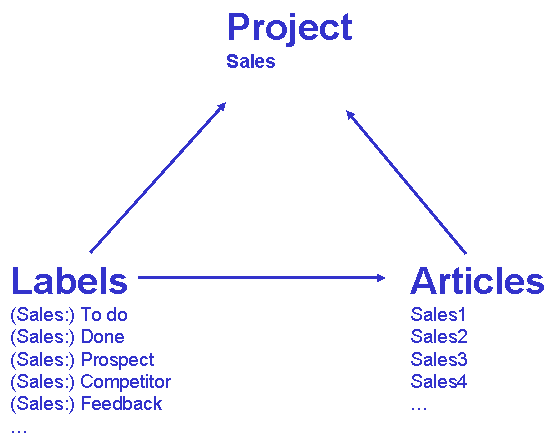 Project
Sales
Labels
(Sales:) To do
(Sales:) Done
(Sales:) Prospect
(Sales:) Competitor
(Sales:) Feedback
...
Articles
Sales1
Sales2
Sales3
Sales4
...